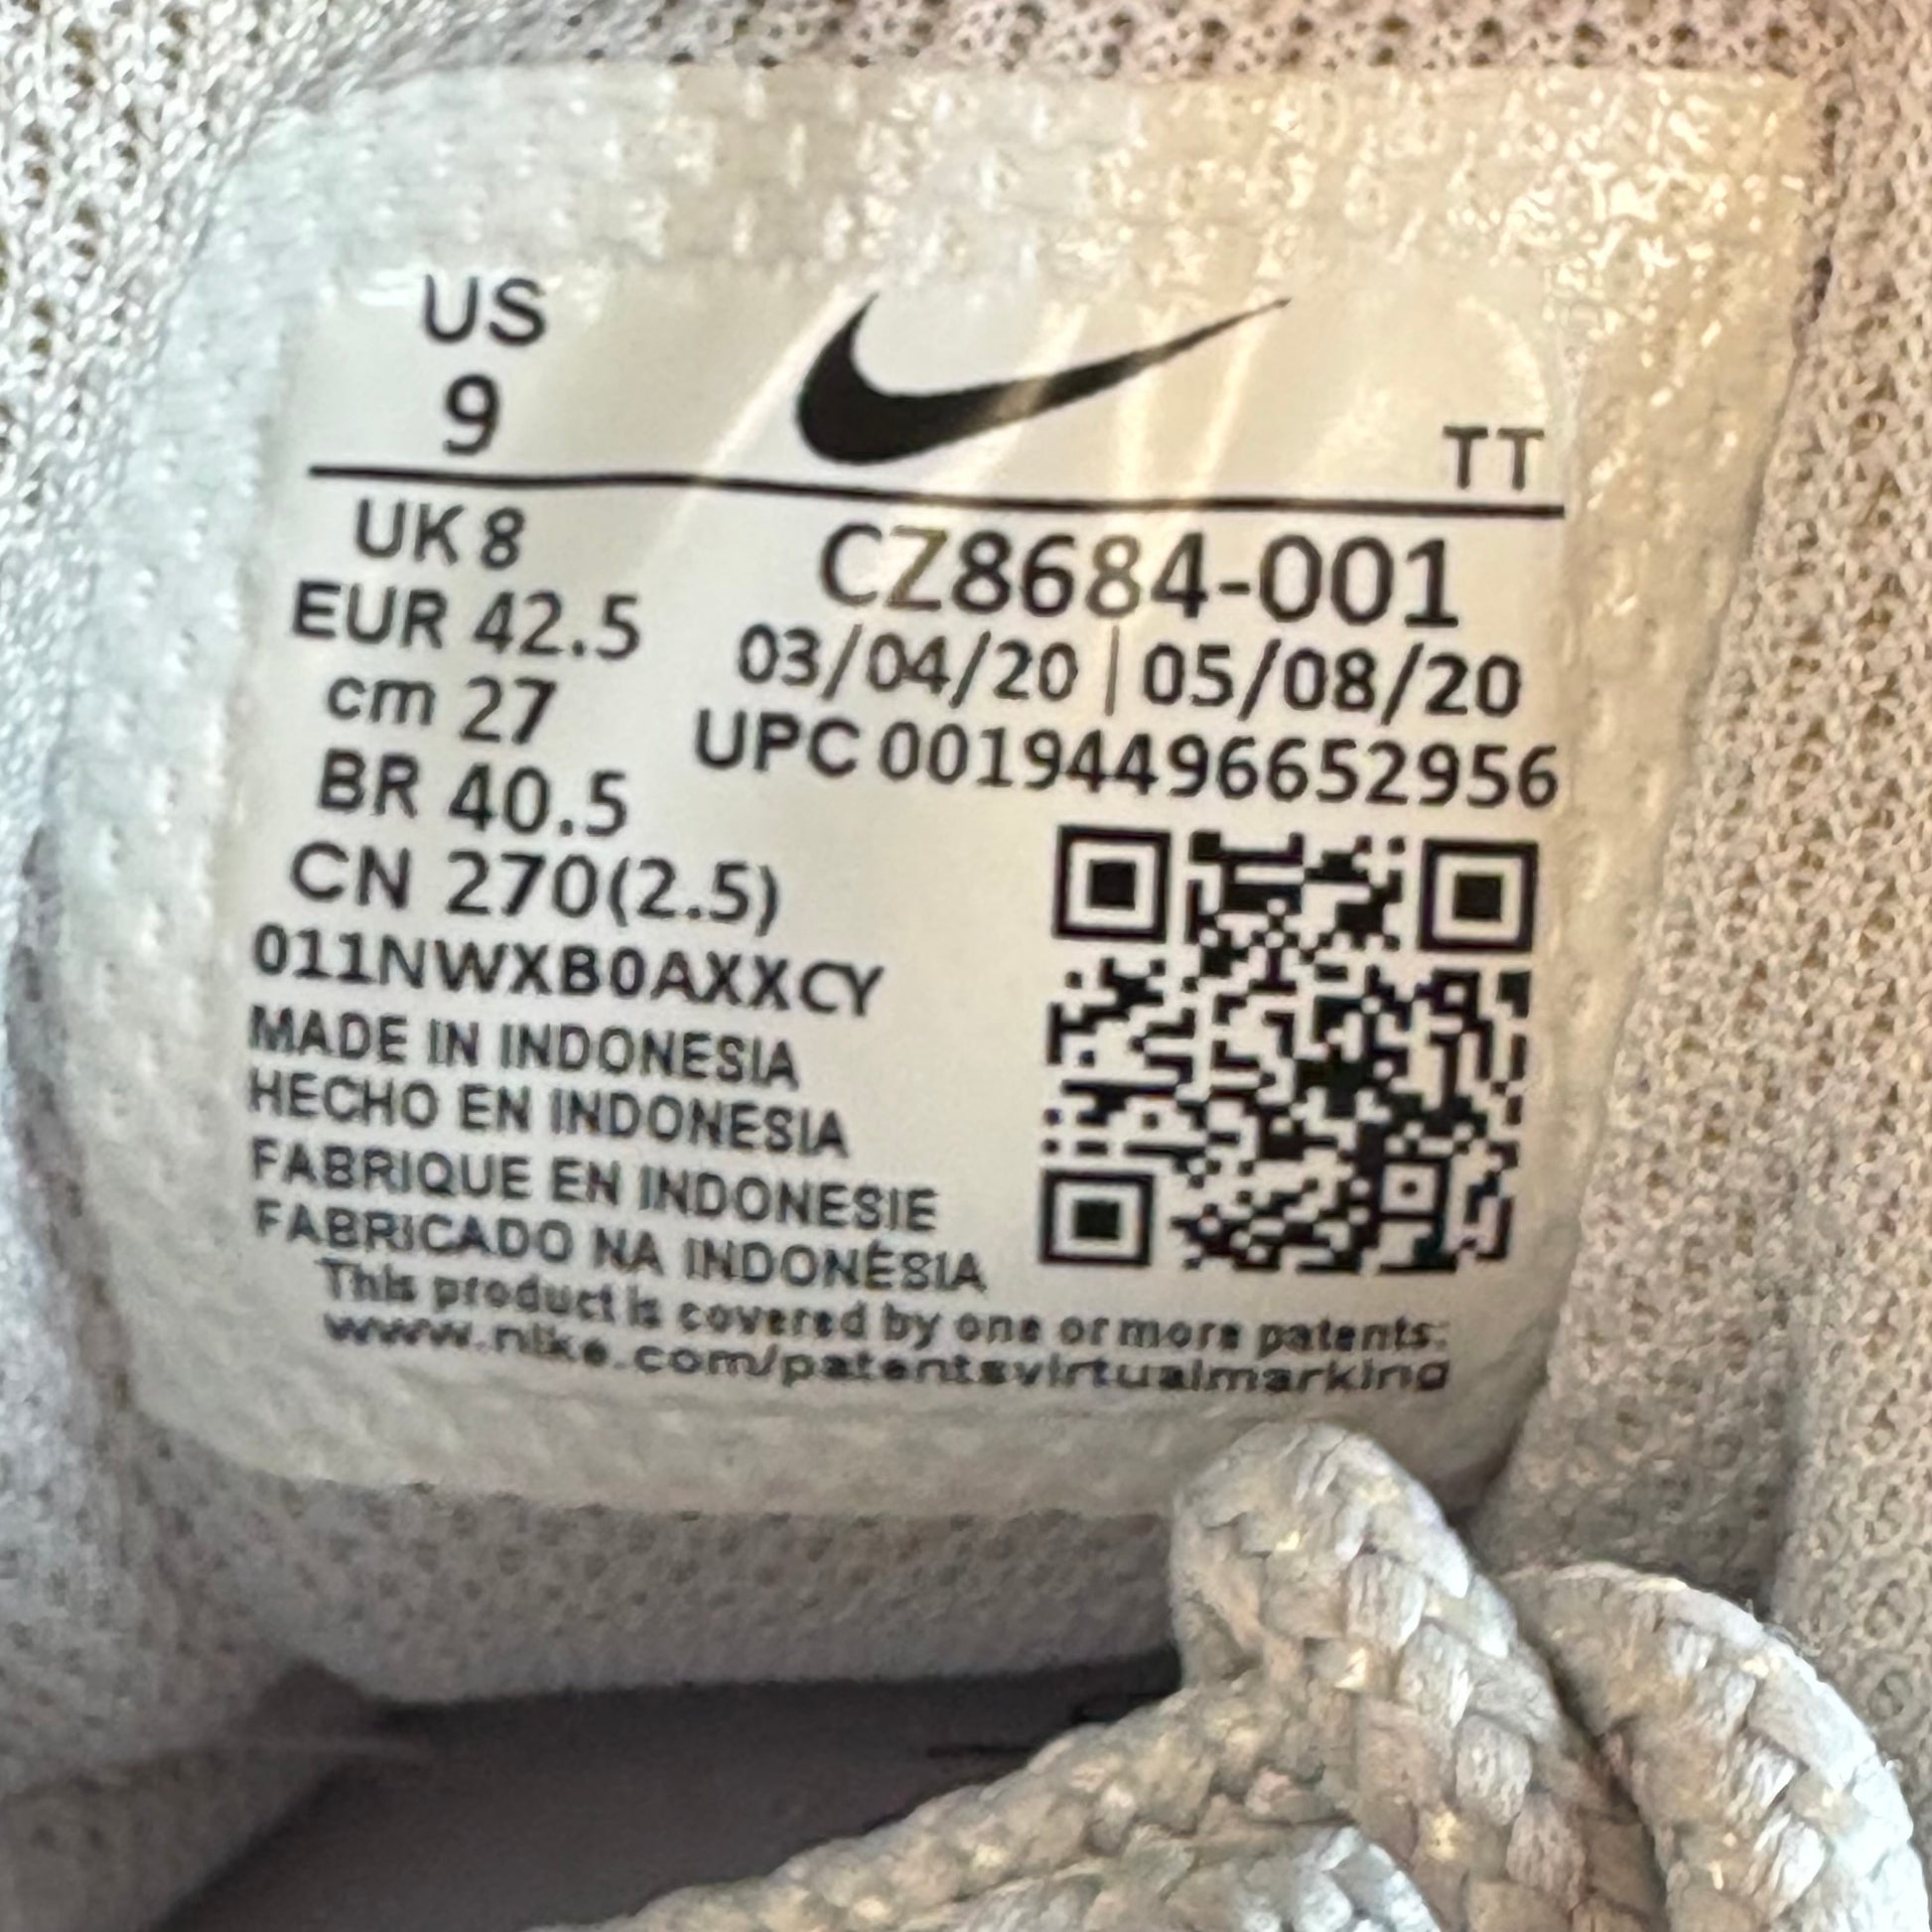 US
9
TT
UK 8
EUR 42.5
cm 27
BR 40.5
CN 270(2.5)
CZ8684-001
03/04/20 | 05/08/20
UPC 00194496652956
011NWXB0AXXCY
MADE IN INDONESIA
HECHO EN INDONESIA
FABRIQUE EN INDONESIE
FABRICADO NA INDONÉSIA
This product is covered by one or more patents:
www.nike.com/patentsvirtualmarking